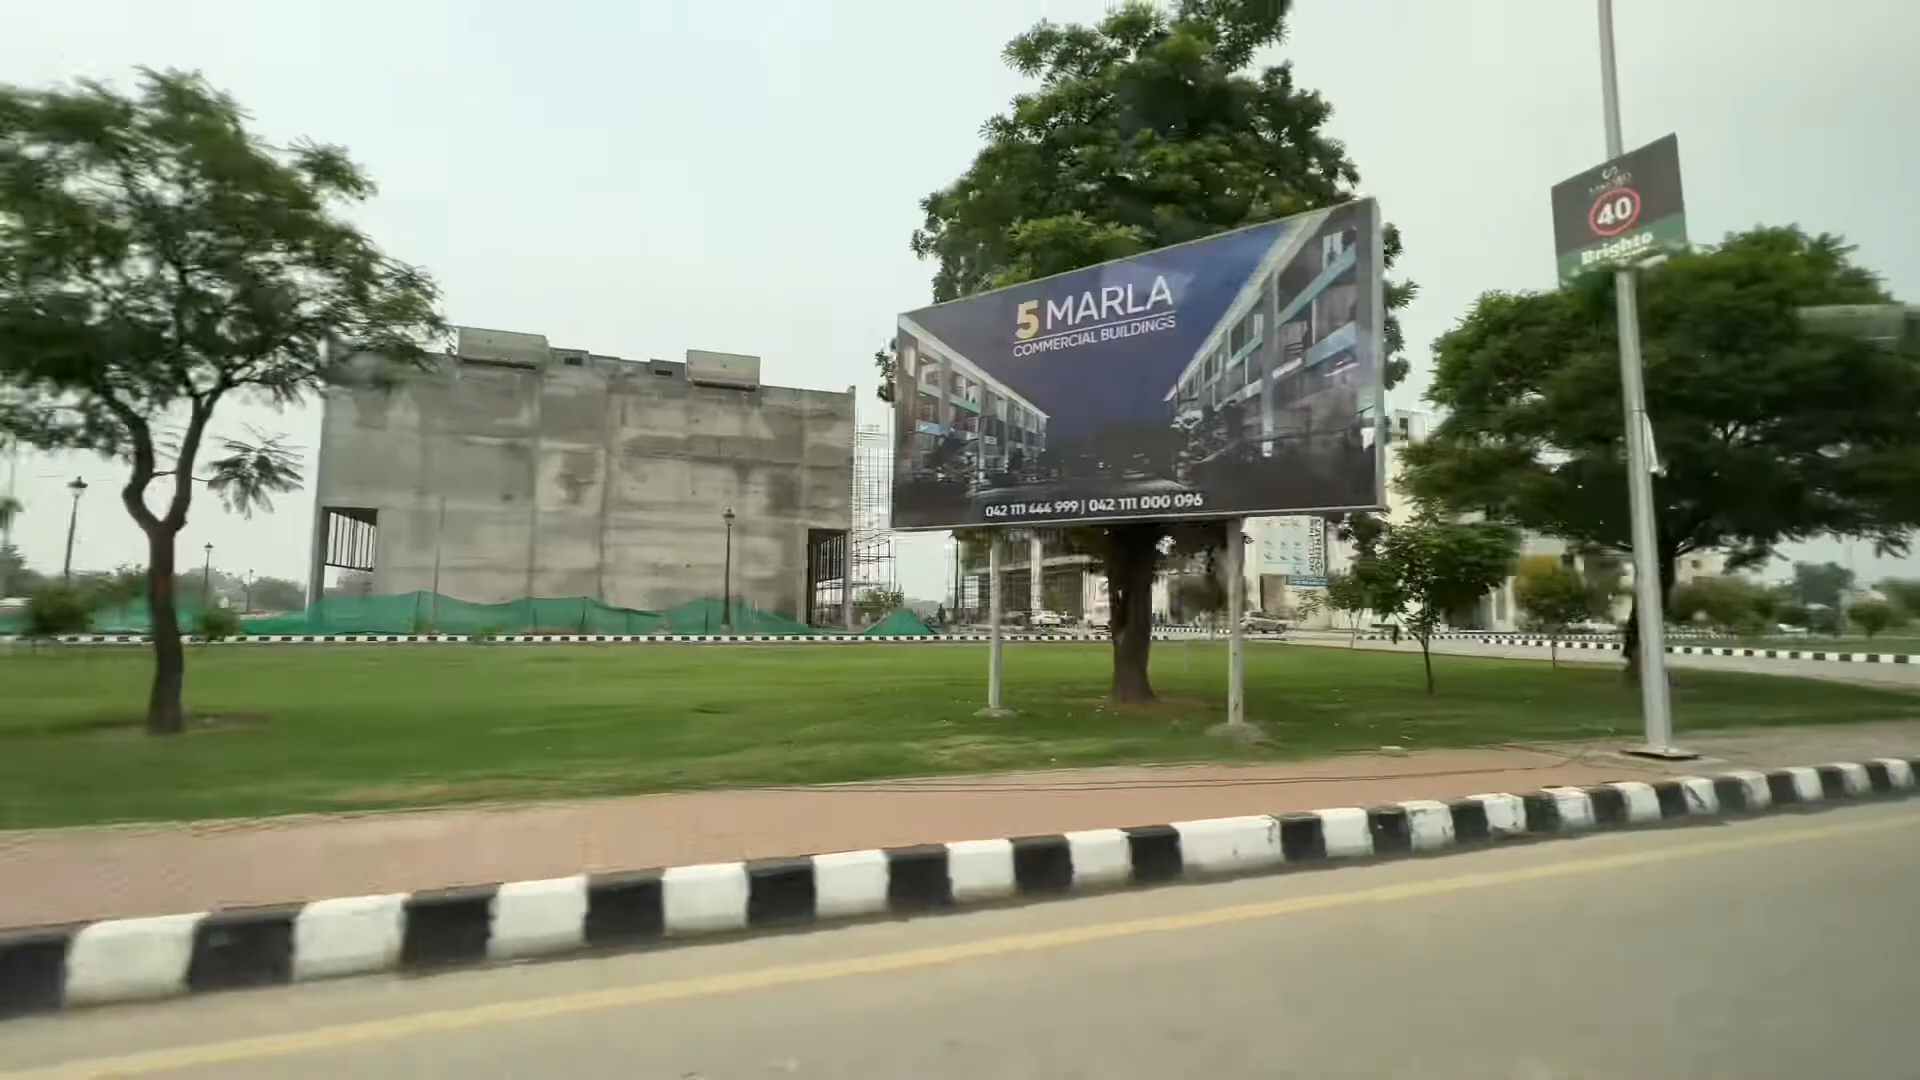 5 MARLA
COMMERCIAL BUILDINGS
042 111 444 999 | 042 111 000 096
40
Brighto